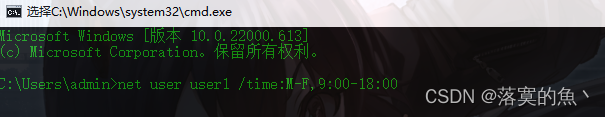 选择C:\Windows\system32\cmd.exe
Microsoft Windows [版本 10.0.22000.613]
(c) Microsoft Corporation。保留所有权利。
C:\Users\admin>net user user1 /time:M-F,9:00-18:00
CSDN @落寞的魚丶